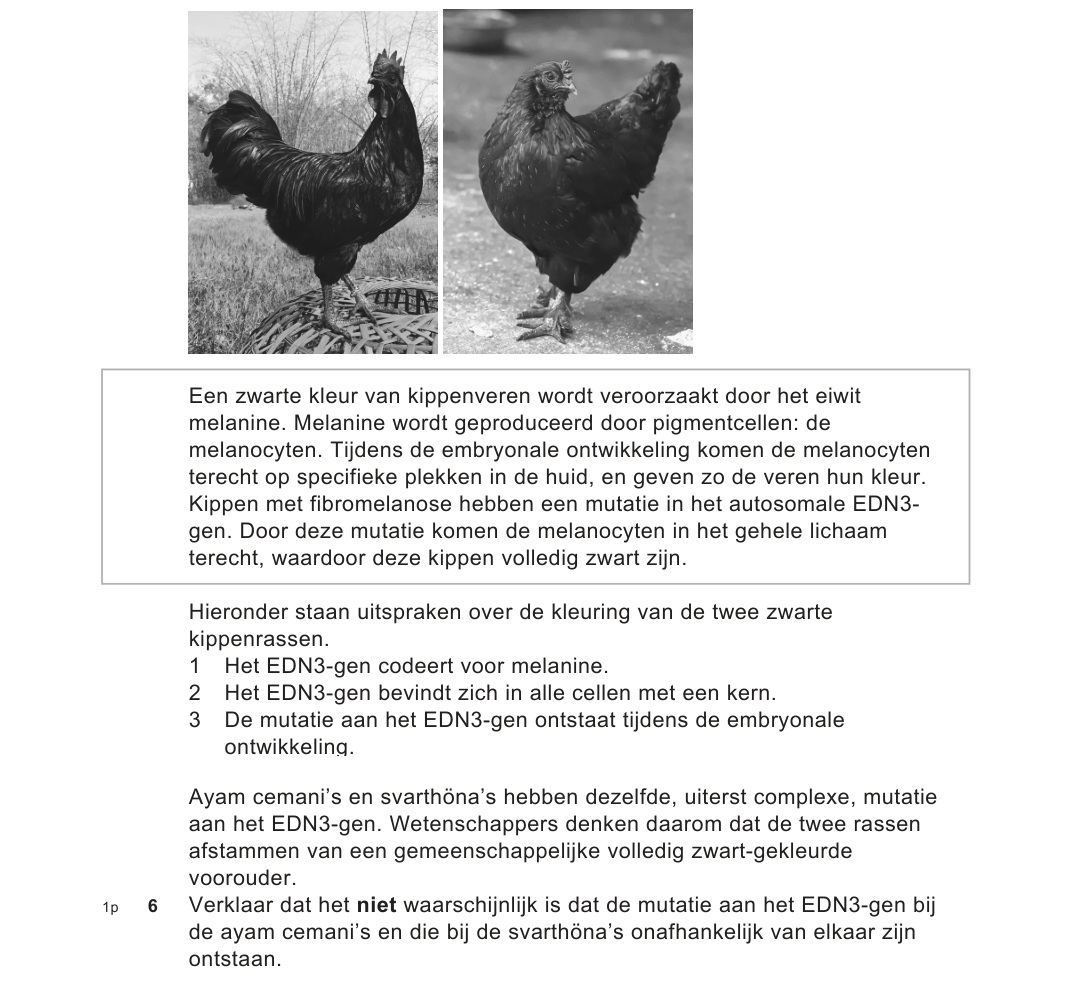 Een zwarte kleur van kippenveren wordt veroorzaakt door het eiwit
melanine. Melanine wordt geproduceerd door pigmentcellen: de
melanocyten. Tijdens de embryonale ontwikkeling komen de melanocyten
terecht op specifieke plekken in de huid, en geven zo de veren hun kleur.
Kippen met fibromelanose hebben een mutatie in het autosomale EDN3-
gen. Door deze mutatie komen de melanocyten in het gehele lichaam
terecht, waardoor deze kippen volledig zwart zijn.
Hieronder staan uitspraken over de kleuring van de twee zwarte
kippenrassen.
1 Het EDN3-gen codeert voor melanine.
2 Het EDN3-gen bevindt zich in alle cellen met een kern.
3 De mutatie aan het EDN3-gen ontstaat tijdens de embryonale
ontwikkeling.
Ayam cemani's en svarthöna's hebben dezelfde, uiterst complexe, mutatie
aan het EDN3-gen. Wetenschappers denken daarom dat de twee rassen
afstammen van een gemeenschappelijke volledig zwart-gekleurde
voorouder.
1p 6 Verklaar dat het niet waarschijnlijk is dat de mutatie aan het EDN3-gen bij
de ayam cemani's en die bij de svarthöna's onafhankelijk van elkaar zijn
ontstaan.